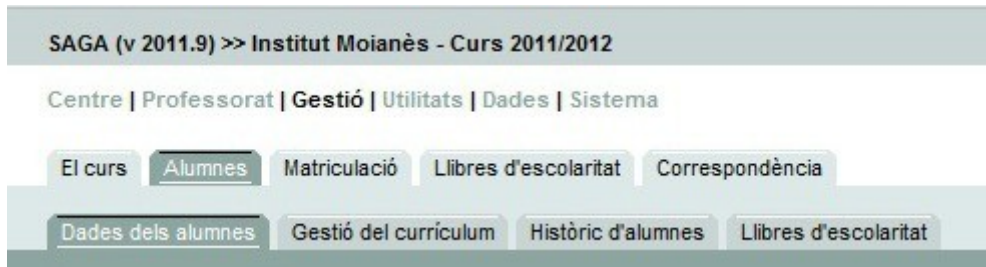 SAGA (v 2011.9) >> Institut Moianès - Curs 2011/2012
Centre | Professorat | Gestió | Utilitats | Dades | Sistema
El curs Alumnes Matriculació Llibres d'escolaritat Correspondència
Dades dels alumnes Gestió del currículum Històric d'alumnes Llibres d'escolaritat